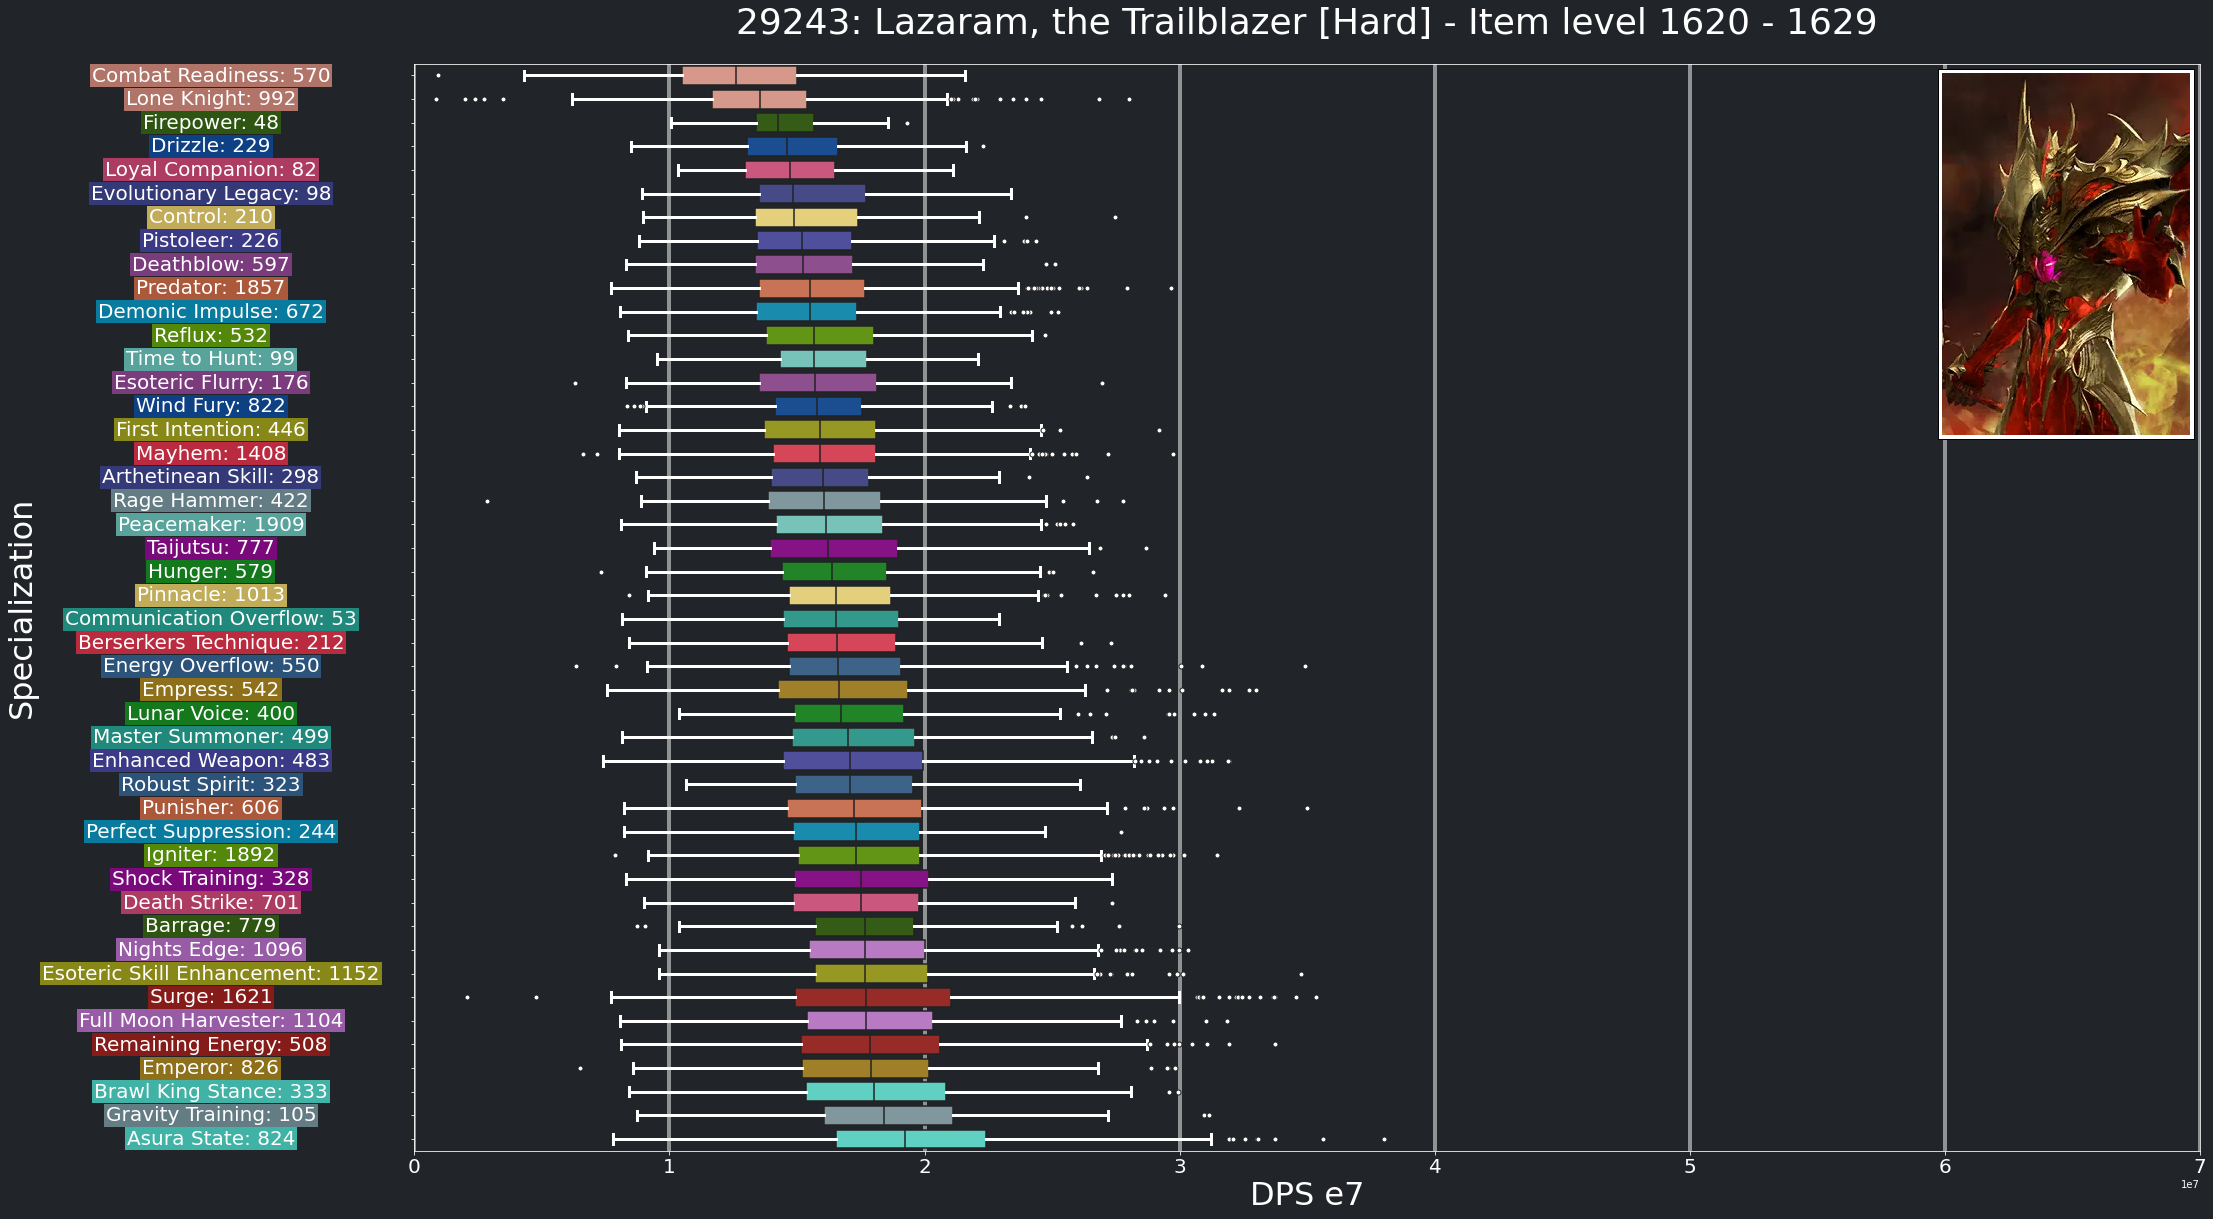 29243: Lazaram, the Trailblazer [Hard] - Item level 1620 - 1629
Specialization
Combat Readiness: 570
Lone Knight: 992
Firepower: 48
Drizzle: 229
Loyal Companion: 82
Evolutionary Legacy: 98
Control: 210
Pistoleer: 226
Deathblow: 597
Predator: 1857
Demonic Impulse: 672
Reflux: 532
Time to Hunt: 99
Esoteric Flurry: 176
Wind Fury: 822
First Intention: 446
Mayhem: 1408
Arthetinean Skill: 298
Rage Hammer: 422
Peacemaker: 1909
Taijutsu: 777
Hunger: 579
Pinnacle: 1013
Communication Overflow: 53
Berserkers Technique: 212
Energy Overflow: 550
Empress: 542
Lunar Voice: 400
Master Summoner: 499
Enhanced Weapon: 483
Robust Spirit: 323
Punisher: 606
Perfect Suppression: 244
Igniter: 1892
Shock Training: 328
Death Strike: 701
Barrage: 779
Nights Edge: 1096
Esoteric Skill Enhancement: 1152
Surge: 1621
Full Moon Harvester: 1104
Remaining Energy: 508
Emperor: 826
Brawl King Stance: 333
Gravity Training: 105
Asura State: 824
0 1 2 3 4 5 6 7
1e7
DPS e7